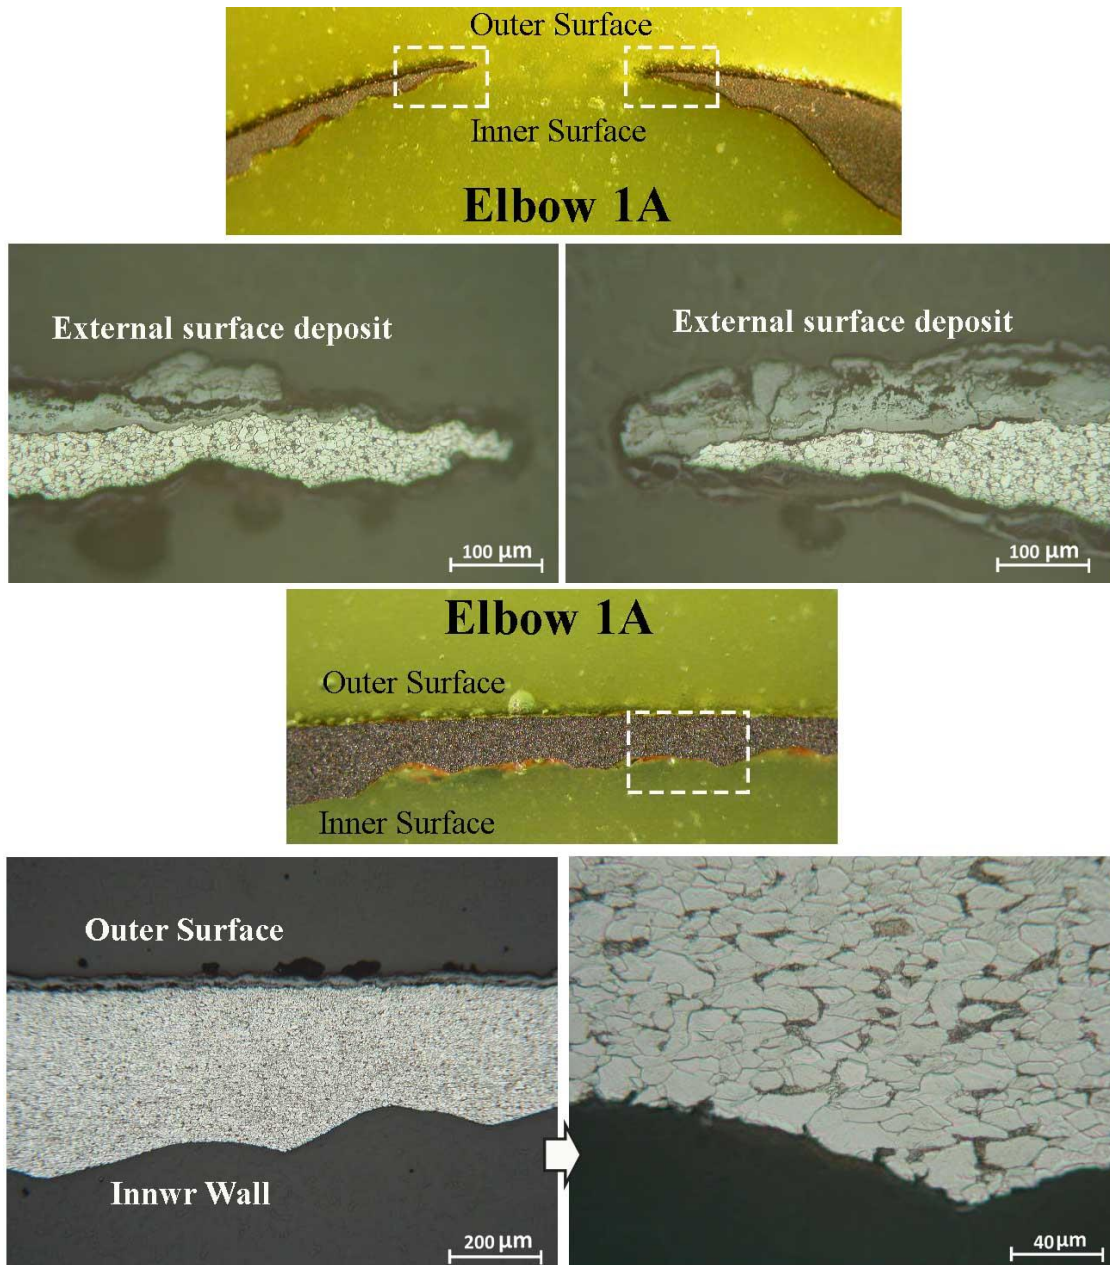 Outer Surface
Inner Surface
Elbow 1A
External surface deposit
External surface deposit
100 µm
100 µm
Elbow 1A
Outer Surface
Inner Surface
Outer Surface
Innwr Wall
200 µm
40 µm